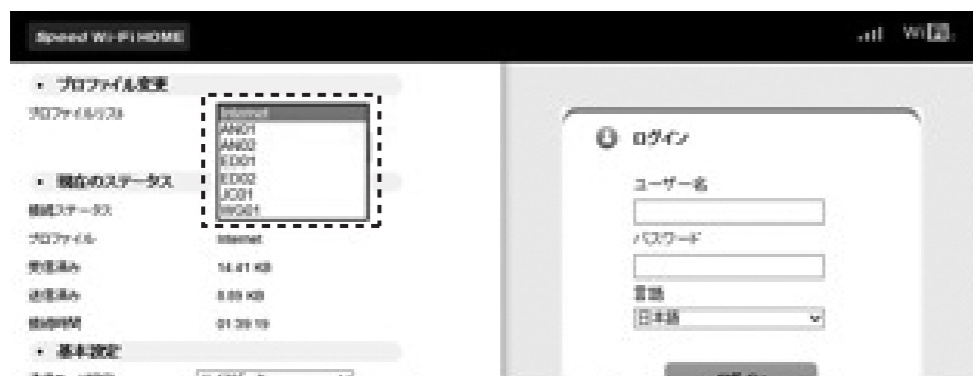 Speed Wi-Fi HOME
・ プロファイル変更
プロファイルリスト
Internet
AN01
AN02
ED01
ED02
JC01
WG01
・ 現在のステータス
接続ステータス
プロファイル Internet
受信済み 14.41 KB
送信済み 8.89 KB
接続時間 01:39:19
・ 基本設定
ログイン
ユーザー名
パスワード
言語
日本語